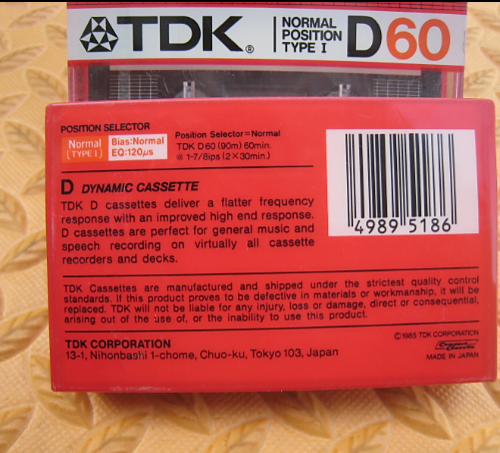 TDK® NORMAL POSITION TYPE I D60
POSITION SELECTOR
Normal (TYPE I) Bias:Normal EQ:120µs
Position Selector=Normal
TDK D60 (90m) 60min.
@ 1-7/8ips (2×30min.)
D DYNAMIC CASSETTE
TDK D cassettes deliver a flatter frequency
response with an improved high end response.
D cassettes are perfect for general music and
speech recording on virtually all cassette
recorders and decks.
4989 5186
TDK Cassettes are manufactured and shipped under the strictest quality control
standards. If this product proves to be defective in materials or workmanship, it will be
replaced. TDK will not be liable for any injury, loss or damage, direct or consequential,
arising out of the use of, or the inability to use this product.
©1985 TDK CORPORATION
TDK CORPORATION
13-1, Nihonbashi 1-chome, Chuo-ku, Tokyo 103, Japan
MADE IN JAPAN